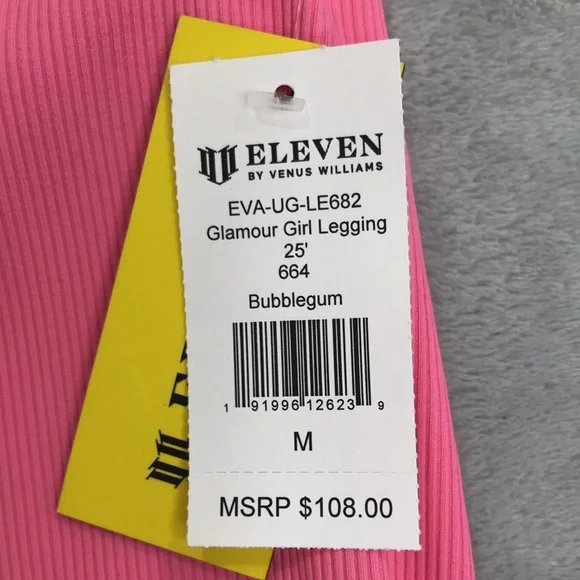 ELEVEN
BY VENUS WILLIAMS
EVA-UG-LE682
Glamour Girl Legging
25'
664
Bubblegum
1 91996 12623 9
M
MSRP $108.00